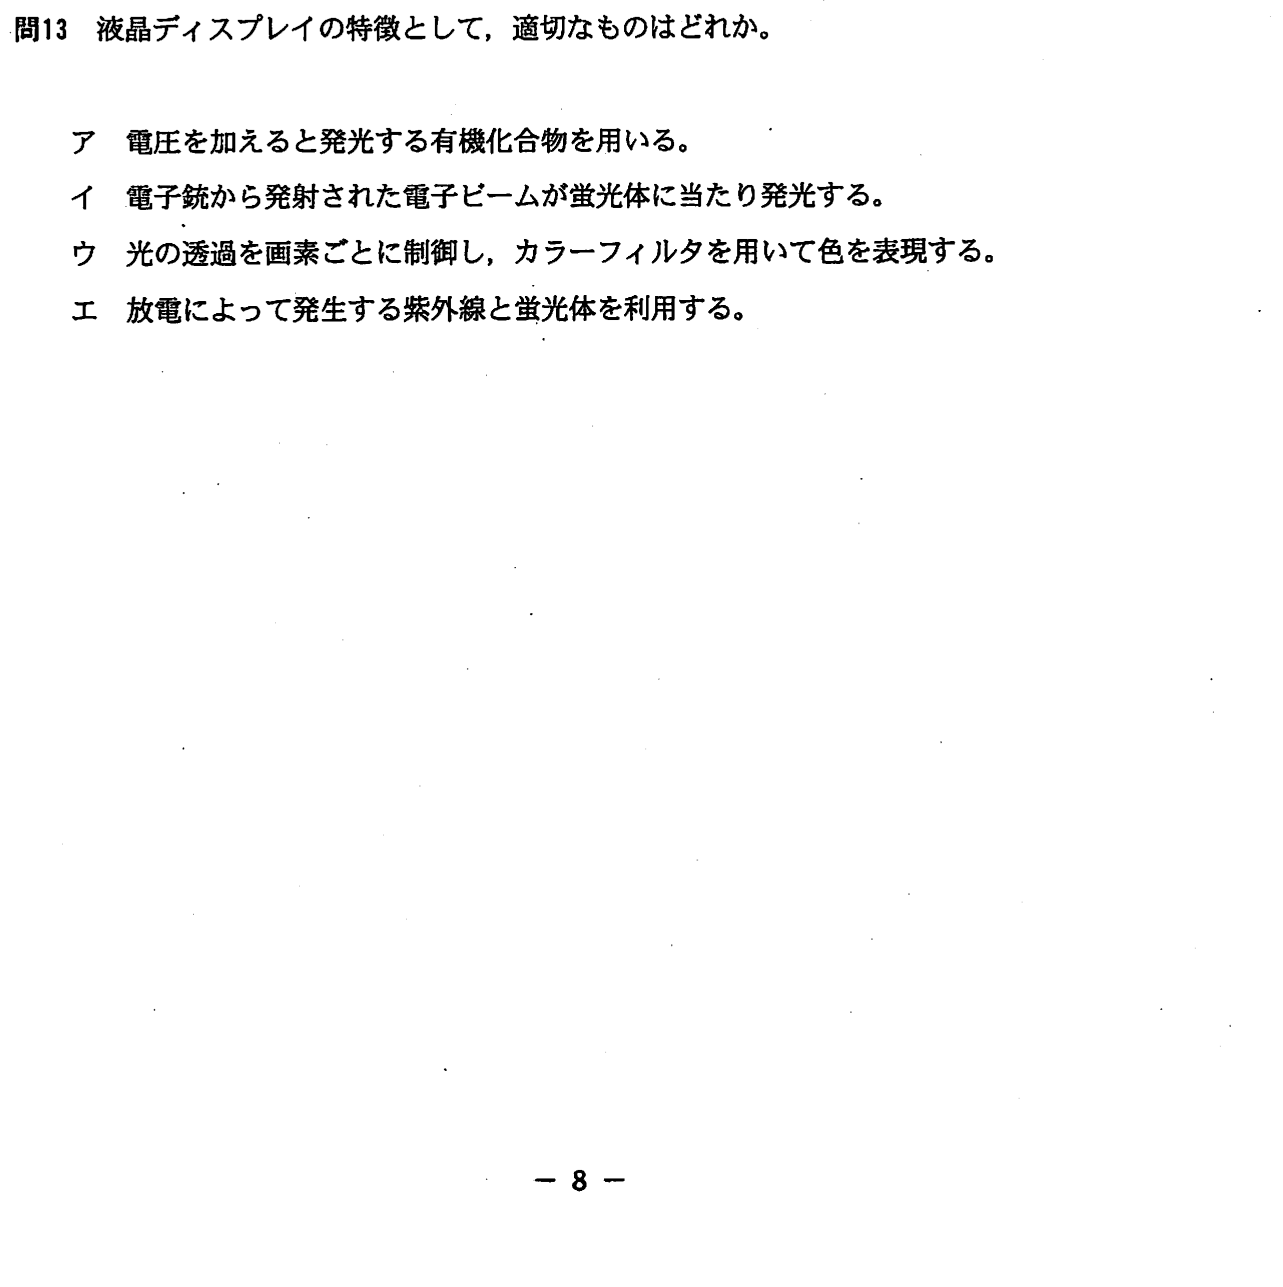 問13 液晶ディスプレイの特徴として，適切なものはどれか。
ア 電圧を加えると発光する有機化合物を用いる。
イ 電子銃から発射された電子ビームが蛍光体に当たり発光する。
ウ 光の透過を画素ごとに制御し，カラーフィルタを用いて色を表現する。
エ 放電によって発生する紫外線と蛍光体を利用する。
― 8 ―